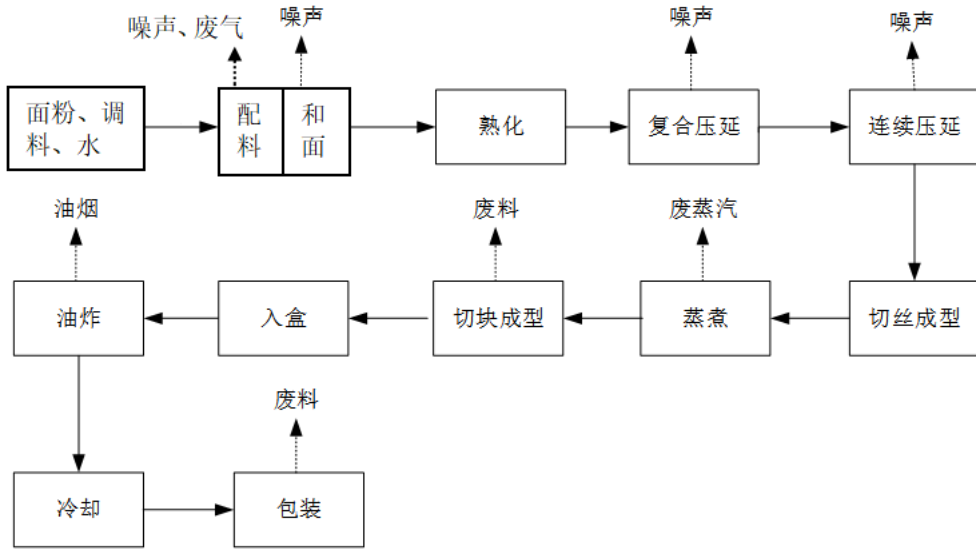 噪声、废气
噪声
噪声
噪声
面粉、调
料、水
配
料
和
面
熟化
复合压延
连续压延
油烟
废料
废蒸汽
油炸
入盒
切块成型
蒸煮
切丝成型
废料
冷却
包装